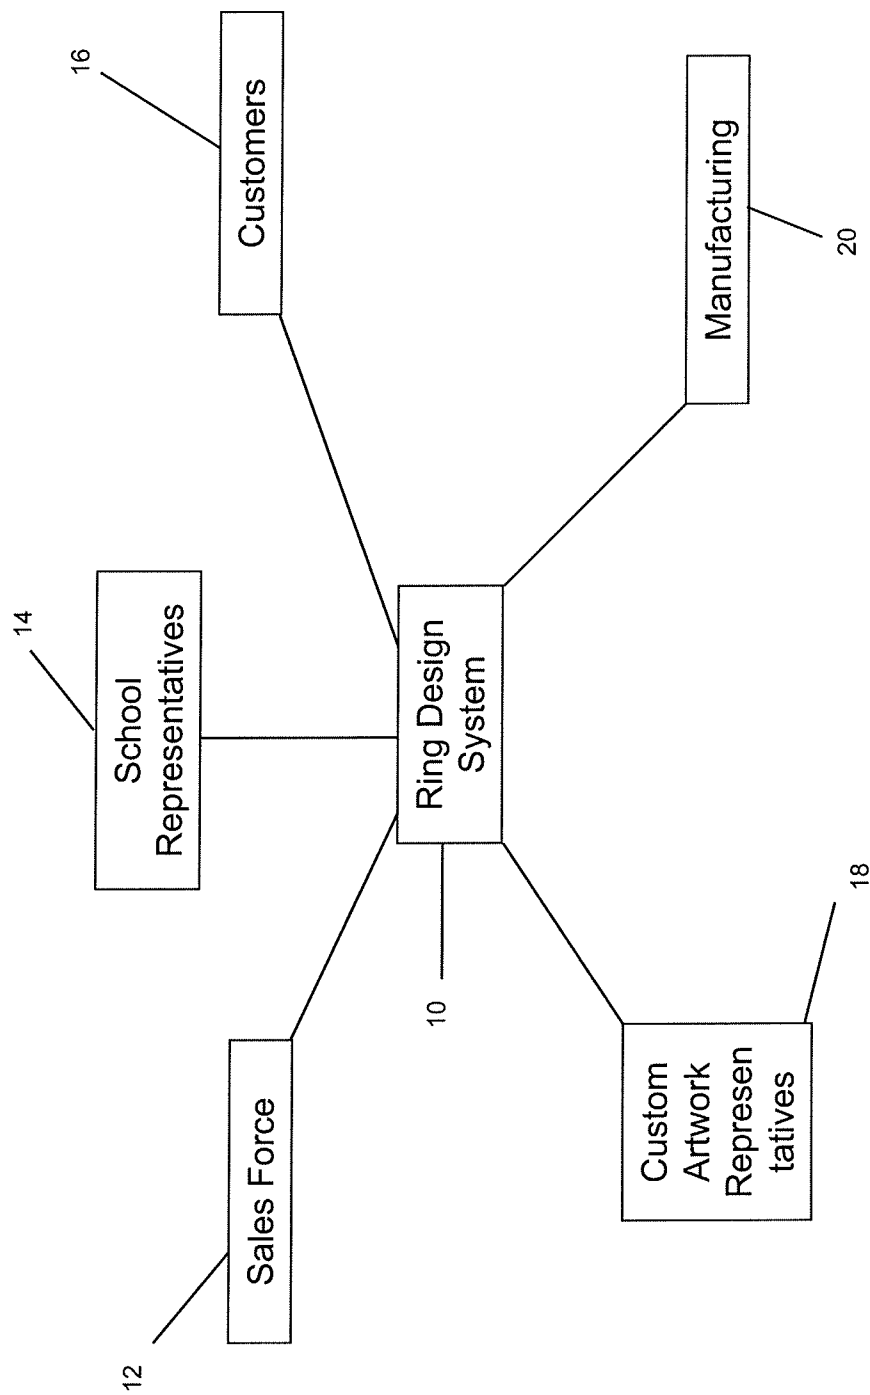 14
16
12
School
Representatives
Sales Force
Customers
10
Ring Design
System
Custom
Artwork
Represen
tatives
18
Manufacturing
20